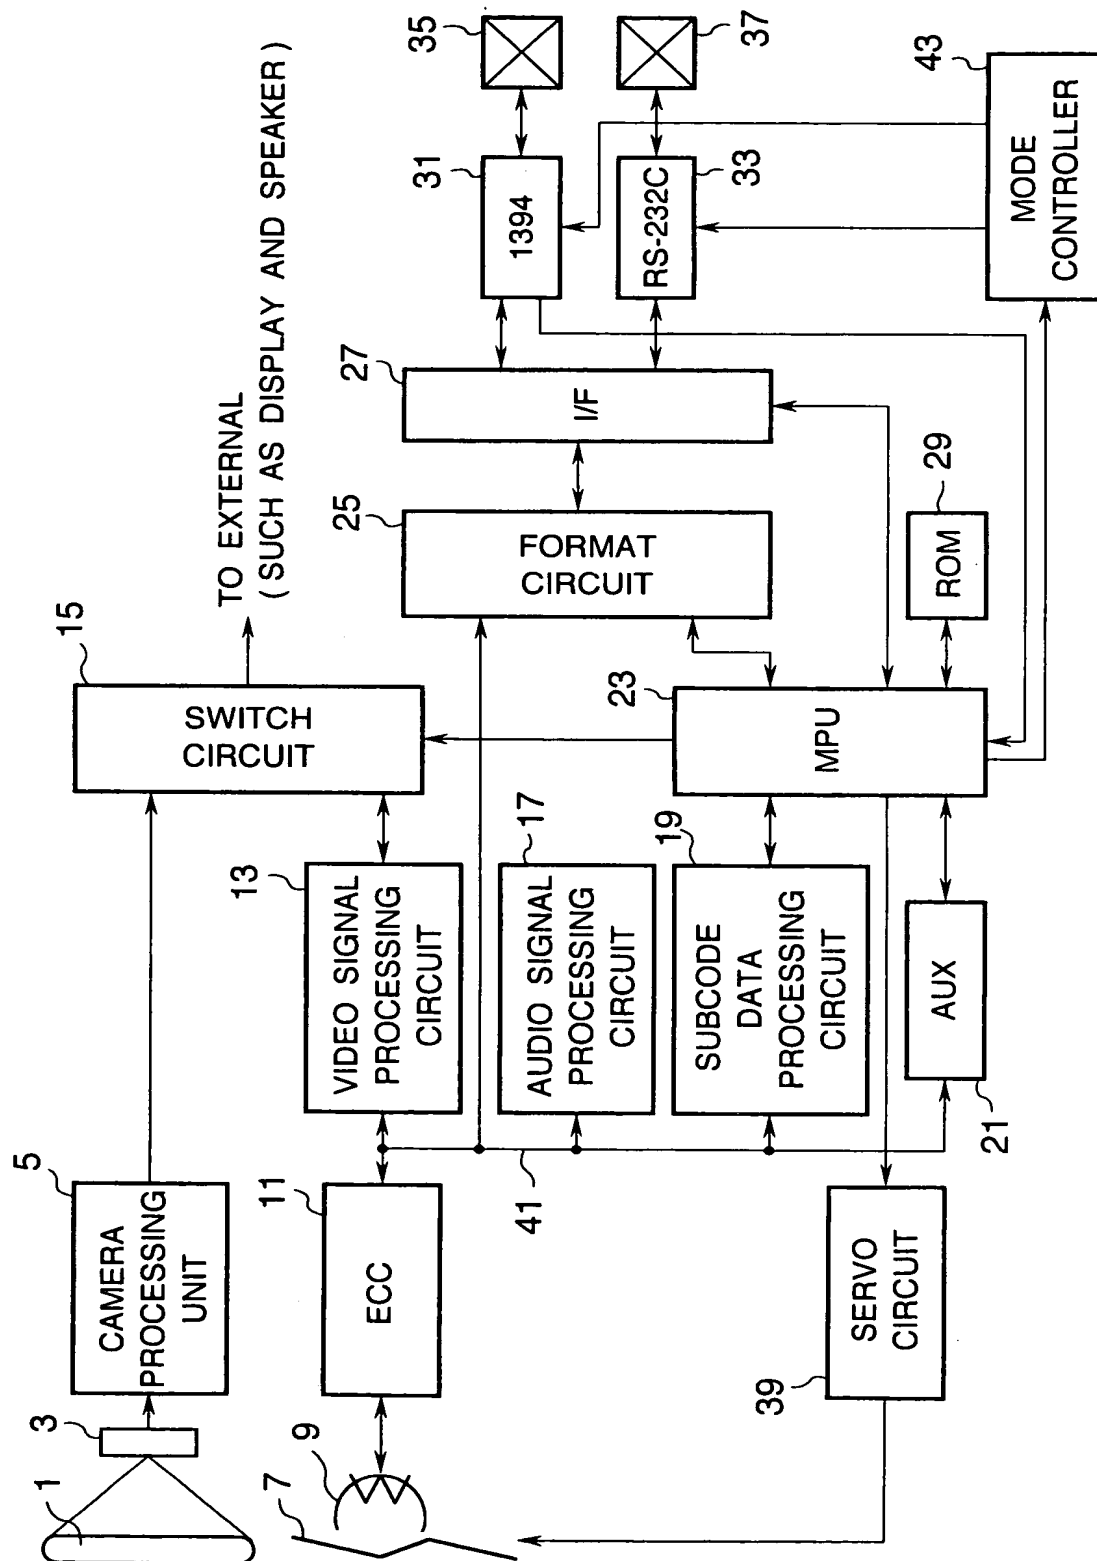 1
3
5
CAMERA
PROCESSING
UNIT
15
SWITCH
CIRCUIT
TO EXTERNAL
(SUCH AS DISPLAY AND SPEAKER)
7
9
11
ECC
13
VIDEO SIGNAL
PROCESSING
CIRCUIT
25
FORMAT
CIRCUIT
27
I/F
31
1394
35
41
17
AUDIO SIGNAL
PROCESSING
CIRCUIT
33
RS-232C
37
19
SUBCODE
DATA
PROCESSING
CIRCUIT
23
MPU
39
SERVO
CIRCUIT
21
AUX
29
ROM
43
MODE
CONTROLLER